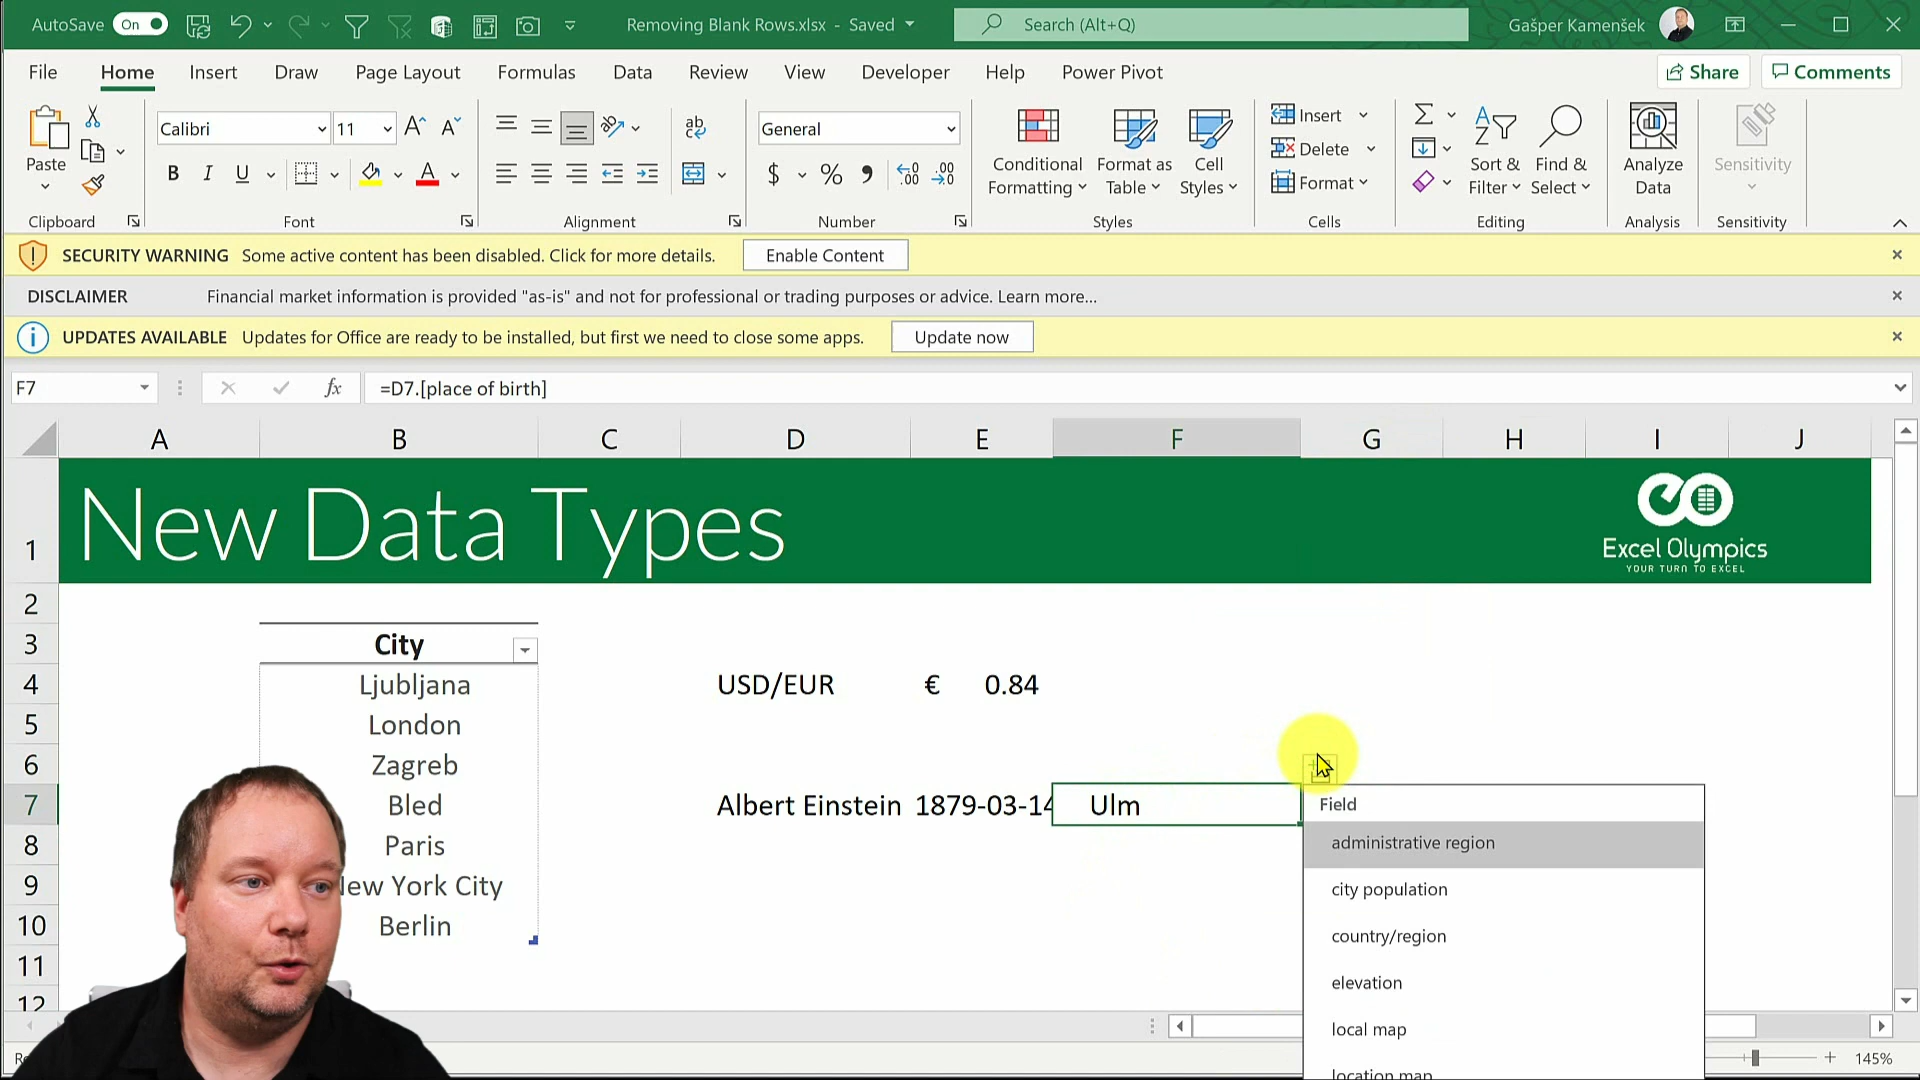 AutoSave On Removing Blank Rows.xlsx - Saved Search (Alt+Q) Gašper Kamenšek
File Home Insert Draw Page Layout Formulas Data Review View Developer Help Power Pivot Share Comments
Calibri 11 General
Paste
Conditional Formatting
Format as Table
Cell Styles
Insert
Delete
Format
Sort & Filter
Find & Select
Analyze Data
Sensitivity
Clipboard Font Alignment Number Styles Cells Editing Analysis Sensitivity
SECURITY WARNING Some active content has been disabled. Click for more details. Enable Content
DISCLAIMER Financial market information is provided "as-is" and not for professional or trading purposes or advice. Learn more...
UPDATES AVAILABLE Updates for Office are ready to be installed, but first we need to close some apps. Update now
F7 fx =D7.[place of birth]
A B C D E F G H I J
1 New Data Types
Excel Olympics
YOUR TURN TO EXCEL
2
3 City
4 Ljubljana USD/EUR € 0.84
5 London
6 Zagreb
7 Bled Albert Einstein 1879-03-14 Ulm Field
8 Paris administrative region
9 New York City city population
10 Berlin country/region
11 elevation
12 local map
location map
145%